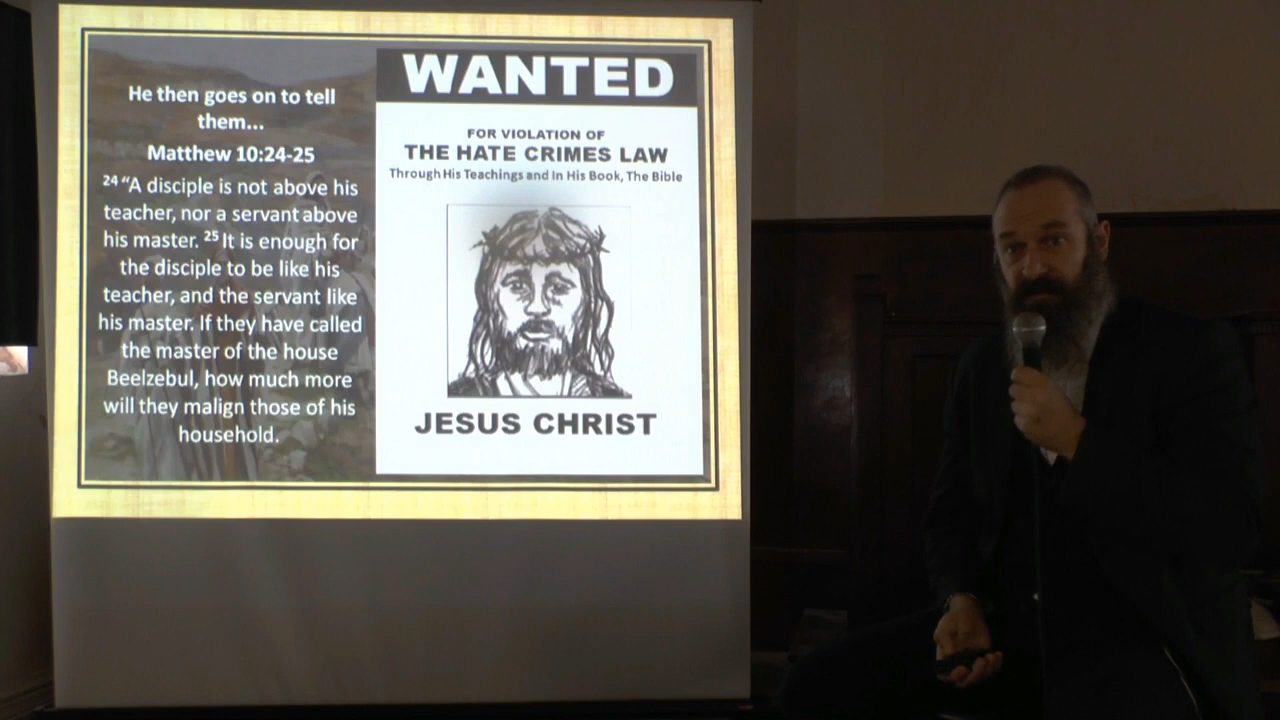 He then goes on to tell
them...
Matthew 10:24-25
24 “A disciple is not above his
teacher, nor a servant above
his master. 25 It is enough for
the disciple to be like his
teacher, and the servant like
his master. If they have called
the master of the house
Beelzebul, how much more
will they malign those of his
household.
WANTED
FOR VIOLATION OF
THE HATE CRIMES LAW
Through His Teachings and In His Book, The Bible
JESUS CHRIST